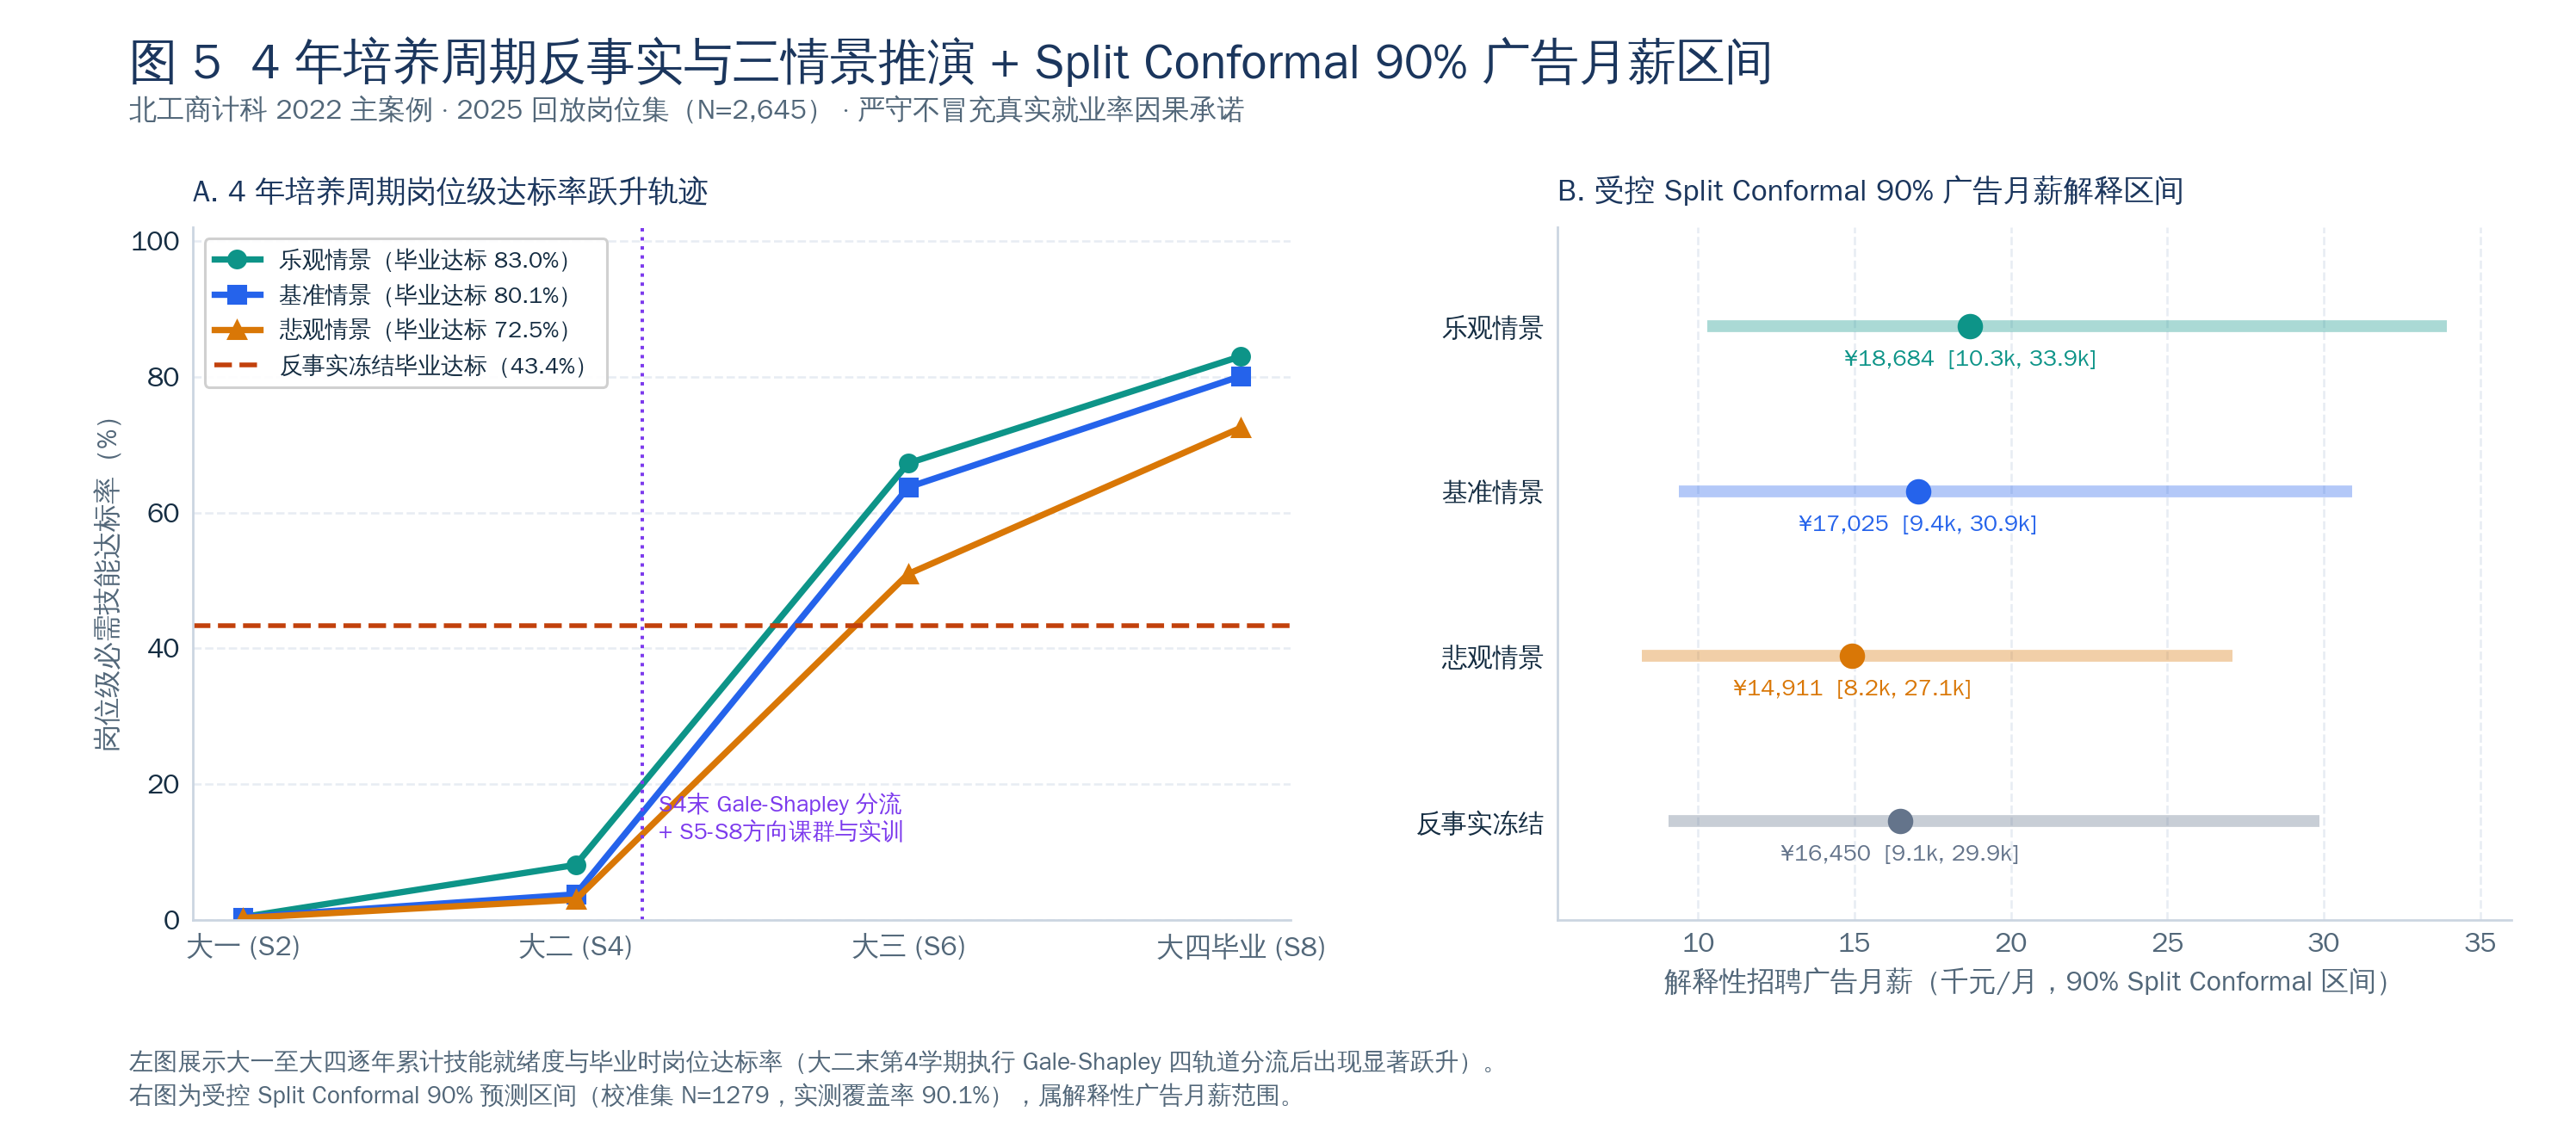 图 5 4 年培养周期反事实与三情景推演 + Split Conformal 90% 广告月薪区间
北工商计科 2022 主案例 · 2025 回放岗位集（N=2,645） · 严守不冒充真实就业率因果承诺
A. 4 年培养周期岗位级达标率跃升轨迹
岗位级必需技能达标率（%）
100
80
60
40
20
0
乐观情景（毕业达标 83.0%）
基准情景（毕业达标 80.1%）
悲观情景（毕业达标 72.5%）
反事实冻结毕业达标（43.4%）
S4末 Gale-Shapley 分流
+ S5-S8方向课群与实训
大一 (S2)
大二 (S4)
大三 (S6)
大四毕业 (S8)
B. 受控 Split Conformal 90% 广告月薪解释区间
乐观情景
¥18,684 [10.3k, 33.9k]
基准情景
¥17,025 [9.4k, 30.9k]
悲观情景
¥14,911 [8.2k, 27.1k]
反事实冻结
¥16,450 [9.1k, 29.9k]
10
15
20
25
30
35
解释性招聘广告月薪（千元/月，90% Split Conformal 区间）
左图展示大一至大四逐年累计技能就绪度与毕业时岗位达标率（大二末第4学期执行 Gale-Shapley 四轨道分流后出现显著跃升）。
右图为受控 Split Conformal 90% 预测区间（校准集 N=1279，实测覆盖率 90.1%），属解释性广告月薪范围。